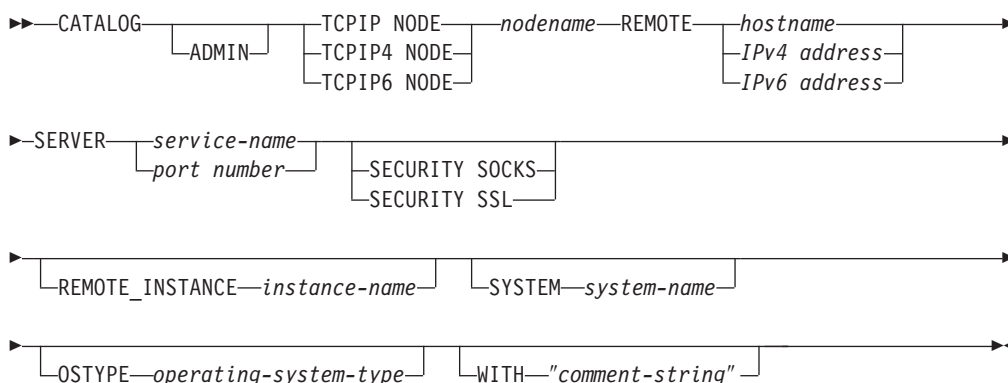 CATALOG ADMIN TCPIP NODE nodename REMOTE hostname
TCPIP4 NODE IPv4 address
TCPIP6 NODE IPv6 address
SERVER service-name
port number SECURITY SOCKS
SECURITY SSL
REMOTE_INSTANCE instance-name SYSTEM system-name
OSTYPE operating-system-type WITH "comment-string"